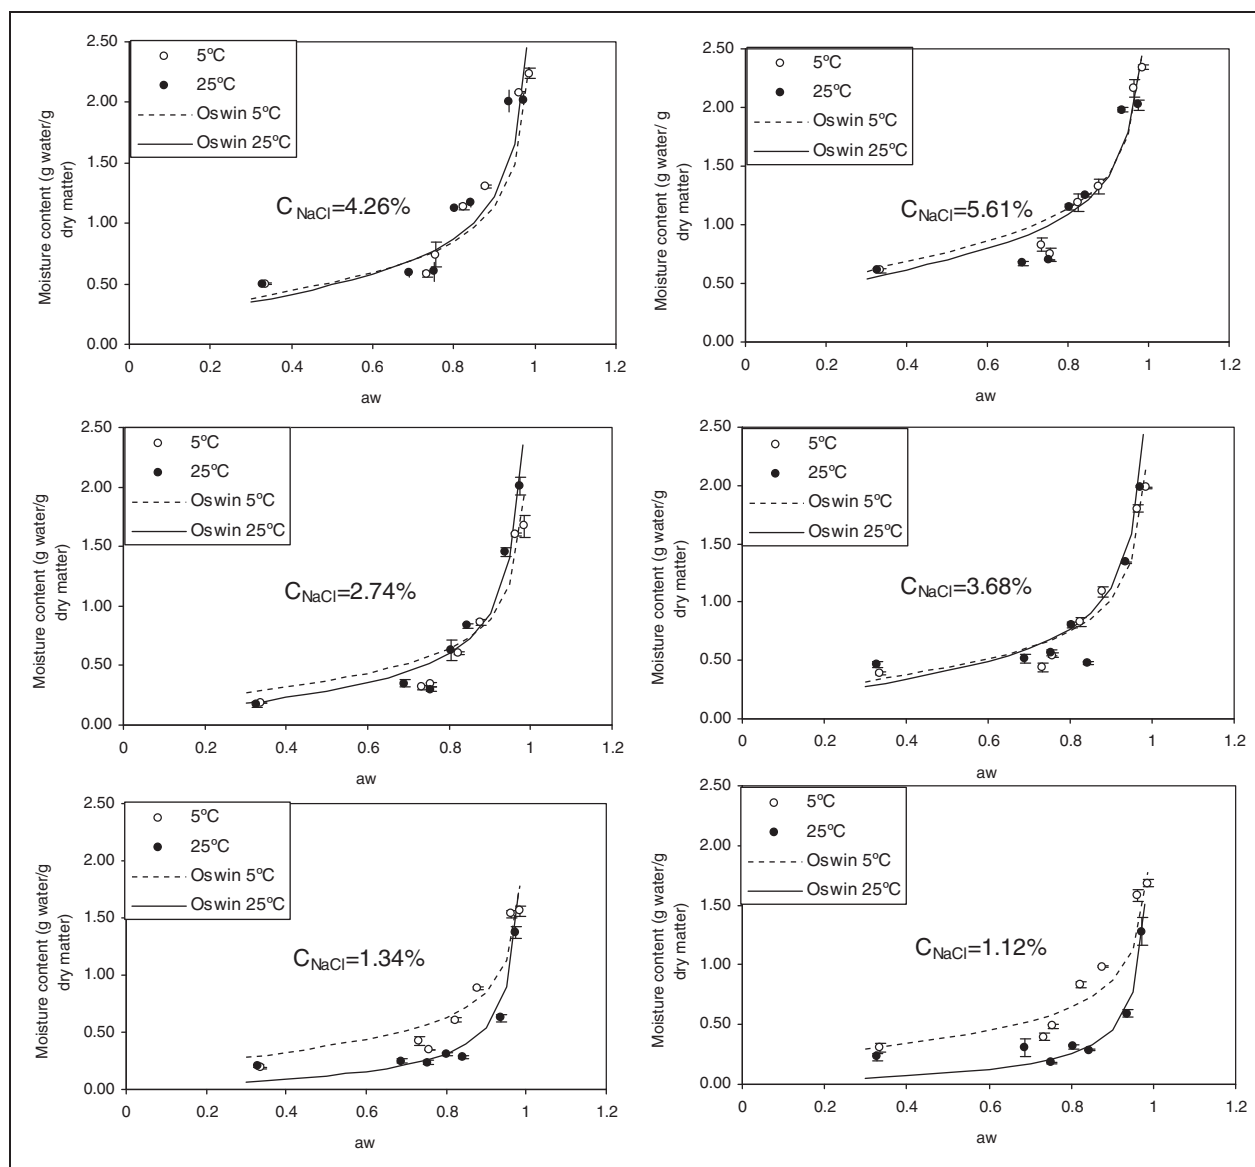 2.50
2.00
1.50
1.00
0.50
0.00
Moisture content (g water/g
dry matter)
5ºC
25ºC
Oswin 5ºC
Oswin 25ºC
CNaCl=4.26%
0 0.2 0.4 0.6 0.8 1 1.2
aw
2.50
2.00
1.50
1.00
0.50
0.00
Moisture content (g water/ g
dry matter)
5ºC
25ºC
Oswin 5ºC
Oswin 25ºC
CNaCl=5.61%
0 0.2 0.4 0.6 0.8 1 1.2
aw
2.50
2.00
1.50
1.00
0.50
0.00
Moisture content (g water/g
dry matter)
5ºC
25ºC
Oswin 5ºC
Oswin 25ºC
CNaCl=2.74%
0 0.2 0.4 0.6 0.8 1 1.2
aw
2.50
2.00
1.50
1.00
0.50
0.00
Moisture content (g water/g
dry matter)
5ºC
25ºC
Oswin 5ºC
Oswin 25ºC
CNaCl=3.68%
0 0.2 0.4 0.6 0.8 1 1.2
aw
2.50
2.00
1.50
1.00
0.50
0.00
Moisture content (g water/g
dry matter)
5ºC
25ºC
Oswin 5ºC
Oswin 25ºC
CNaCl=1.34%
0 0.2 0.4 0.6 0.8 1 1.2
aw
2.50
2.00
1.50
1.00
0.50
0.00
Moisture content (g water/g
dry matter)
5ºC
25ºC
Oswin 5ºC
Oswin 25ºC
CNaCl=1.12%
0 0.2 0.4 0.6 0.8 1 1.2
aw